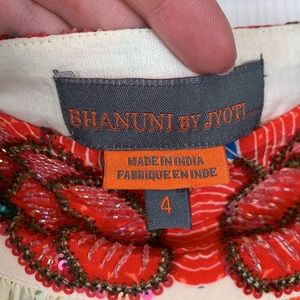 BHANUNI BY JYOTI
MADE IN INDIA
FABRIQUE EN INDE
4